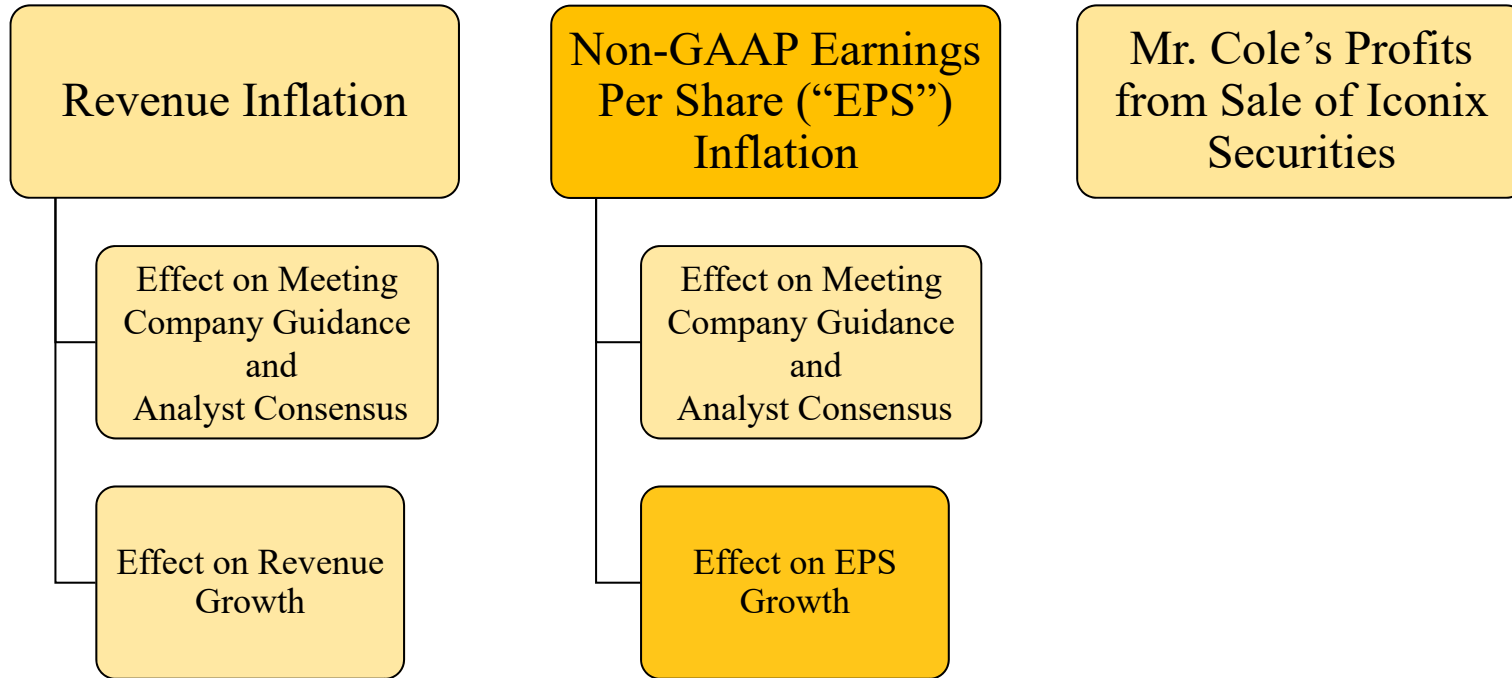 Revenue Inflation
Effect on Meeting
Company Guidance
and
Analyst Consensus
Effect on Revenue
Growth
Non-GAAP Earnings
Per Share (“EPS”)
Inflation
Effect on Meeting
Company Guidance
and
Analyst Consensus
Effect on EPS
Growth
Mr. Cole’s Profits
from Sale of Iconix
Securities